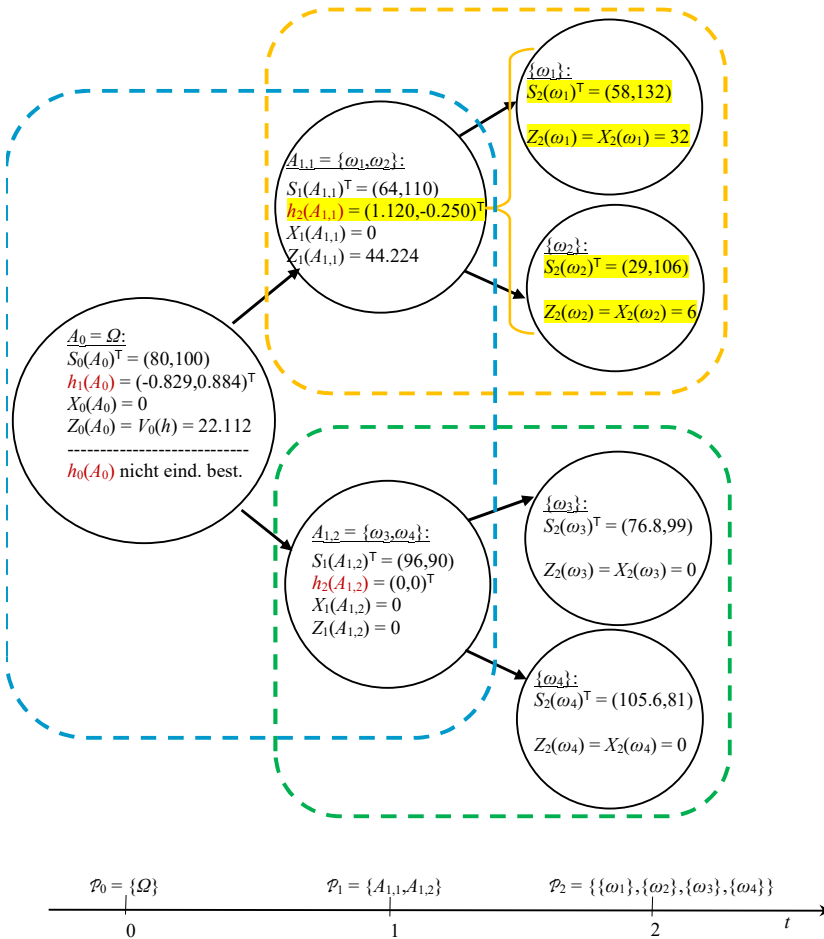 {ω₁}:
S₂(ω₁)ᵀ = (58,132)
Z₂(ω₁) = X₂(ω₁) = 32
A₁,₁ = {ω₁,ω₂}:
S₁(A₁,₁)ᵀ = (64,110)
h₂(A₁,₁) = (1.120,-0.250)ᵀ
X₁(A₁,₁) = 0
Z₁(A₁,₁) = 44.224
{ω₂}:
S₂(ω₂)ᵀ = (29,106)
Z₂(ω₂) = X₂(ω₂) = 6
A₀ = Ω:
S₀(A₀)ᵀ = (80,100)
h₁(A₀) = (-0.829,0.884)ᵀ
X₀(A₀) = 0
Z₀(A₀) = V₀(h) = 22.112
----------------------------
h₀(A₀) nicht eind. best.
{ω₃}:
S₂(ω₃)ᵀ = (76.8,99)
Z₂(ω₃) = X₂(ω₃) = 0
A₁,₂ = {ω₃,ω₄}:
S₁(A₁,₂)ᵀ = (96,90)
h₂(A₁,₂) = (0,0)ᵀ
X₁(A₁,₂) = 0
Z₁(A₁,₂) = 0
{ω₄}:
S₂(ω₄)ᵀ = (105.6,81)
Z₂(ω₄) = X₂(ω₄) = 0
𝒫₀ = {Ω} 𝒫₁ = {A₁,₁,A₁,₂} 𝒫₂ = {{ω₁},{ω₂},{ω₃},{ω₄}}
0 1 2 t